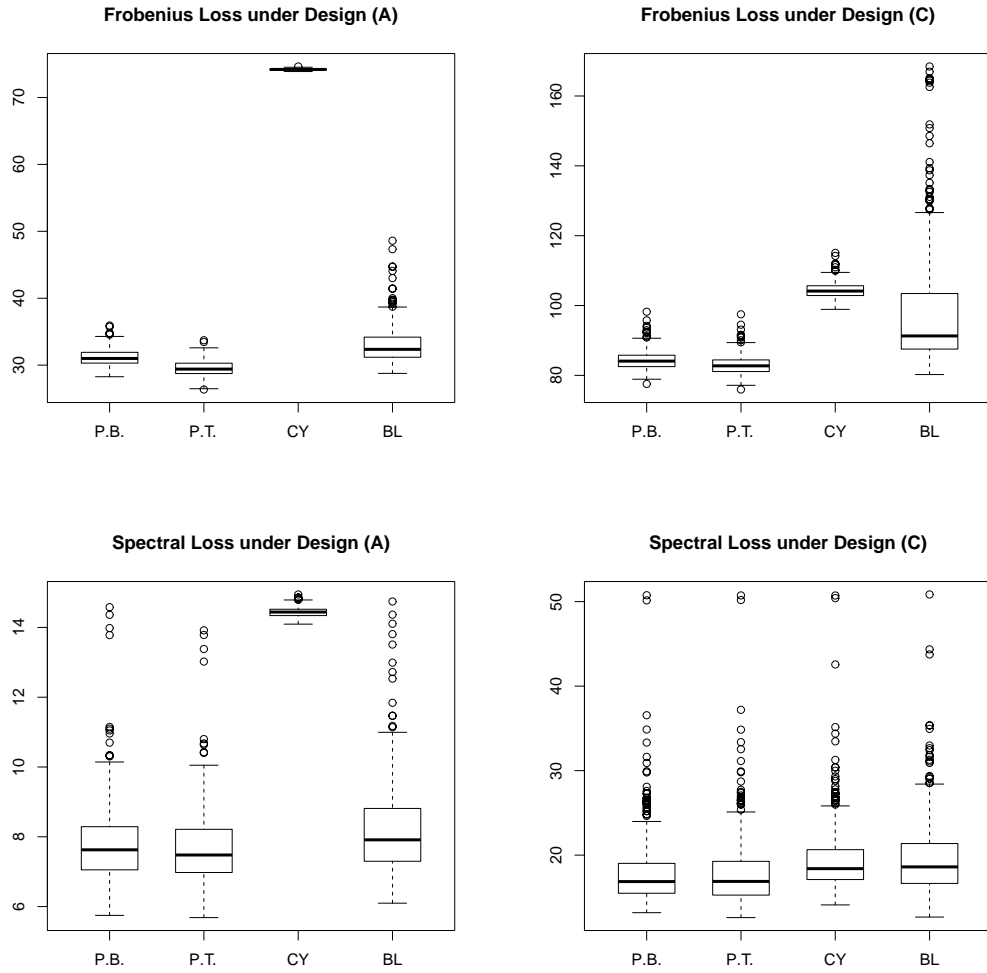 Frobenius Loss under Design (A)
70
60
50
40
30
P.B. P.T. CY BL
Frobenius Loss under Design (C)
160
140
120
100
80
P.B. P.T. CY BL
Spectral Loss under Design (A)
14
12
10
8
6
P.B. P.T. CY BL
Spectral Loss under Design (C)
50
40
30
20
P.B. P.T. CY BL